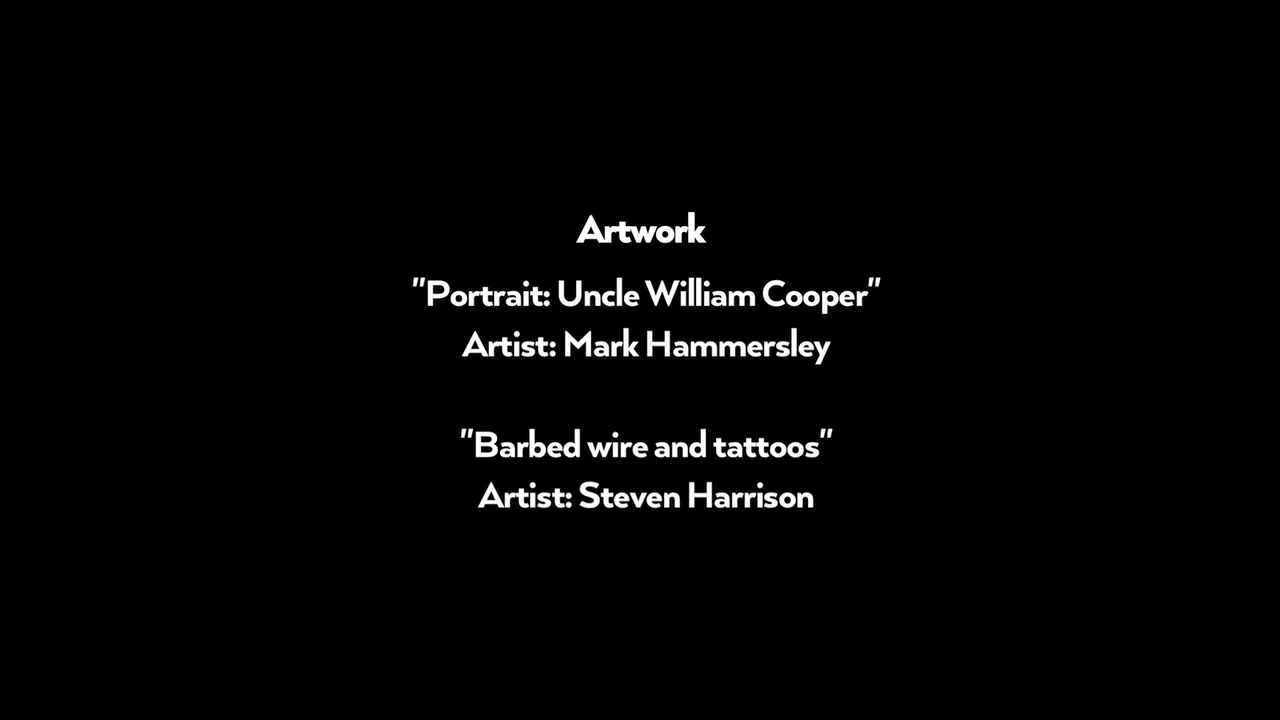 Artwork
"Portrait: Uncle William Cooper"
Artist: Mark Hammersley
"Barbed wire and tattoos"
Artist: Steven Harrison